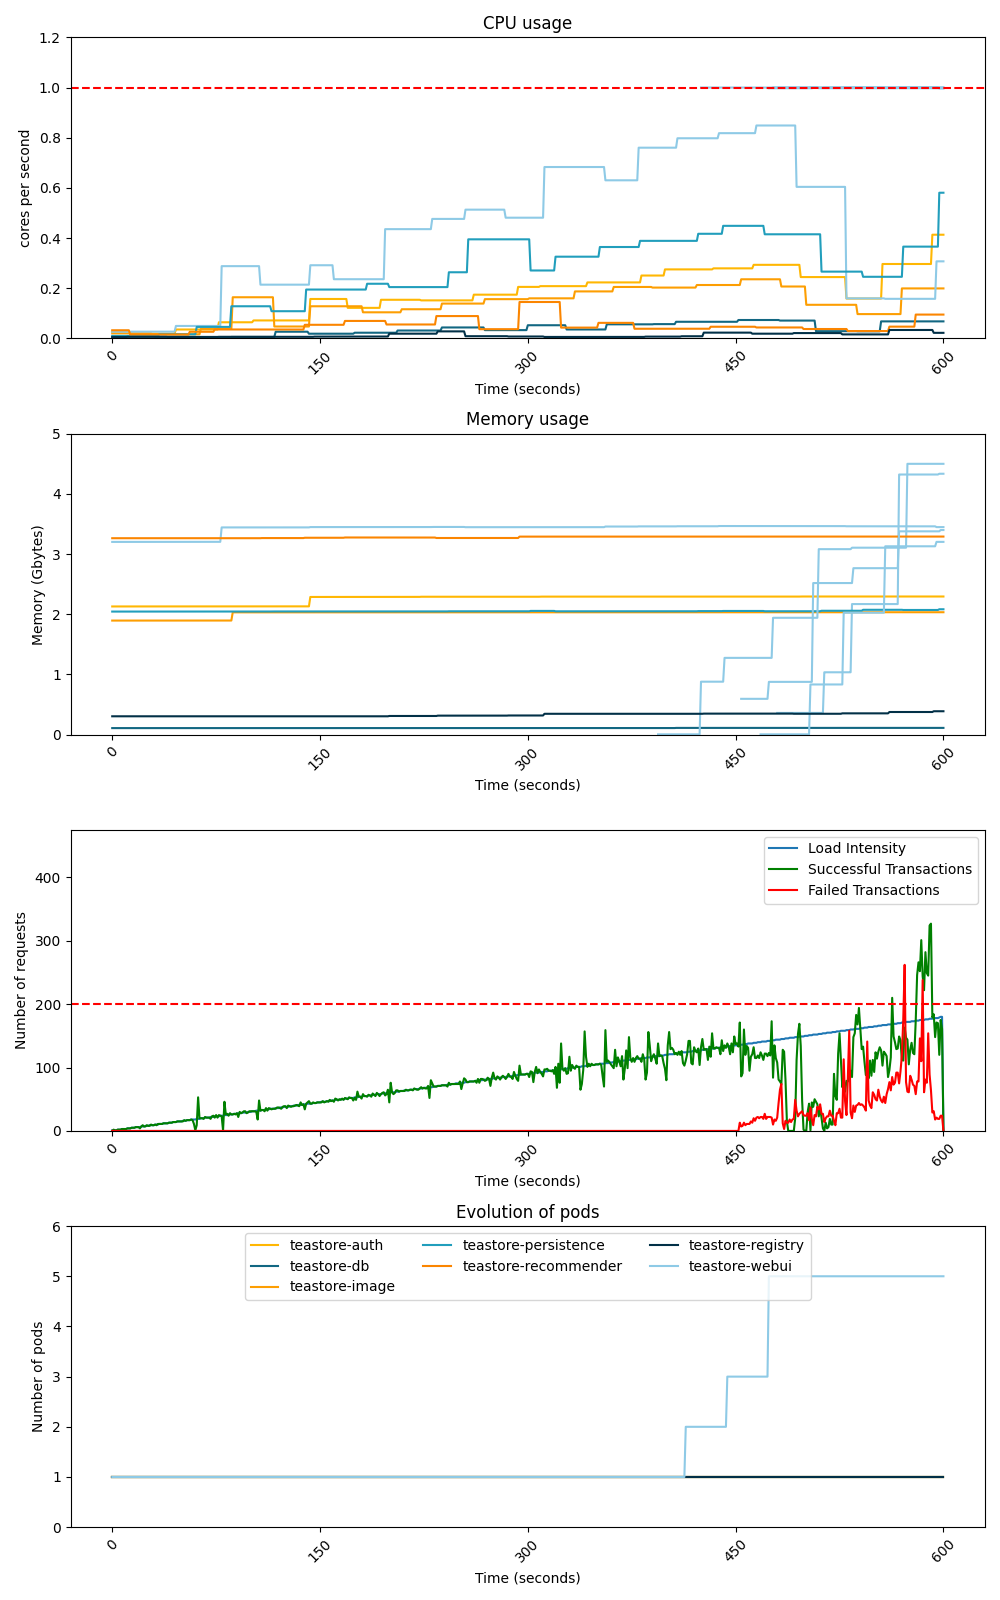 CPU usage
1.2
1.0
0.8
0.6
0.4
0.2
0.0
cores per second
0 150 300 450 600
Time (seconds)
Memory usage
5
4
3
2
1
0
Memory (Gbytes)
0 150 300 450 600
Time (seconds)
Load Intensity
Successful Transactions
Failed Transactions
400
300
200
100
0
Number of requests
0 150 300 450 600
Time (seconds)
Evolution of pods
teastore-auth teastore-persistence teastore-registry
teastore-db teastore-recommender teastore-webui
teastore-image
6
5
4
3
2
1
0
Number of pods
0 150 300 450 600
Time (seconds)